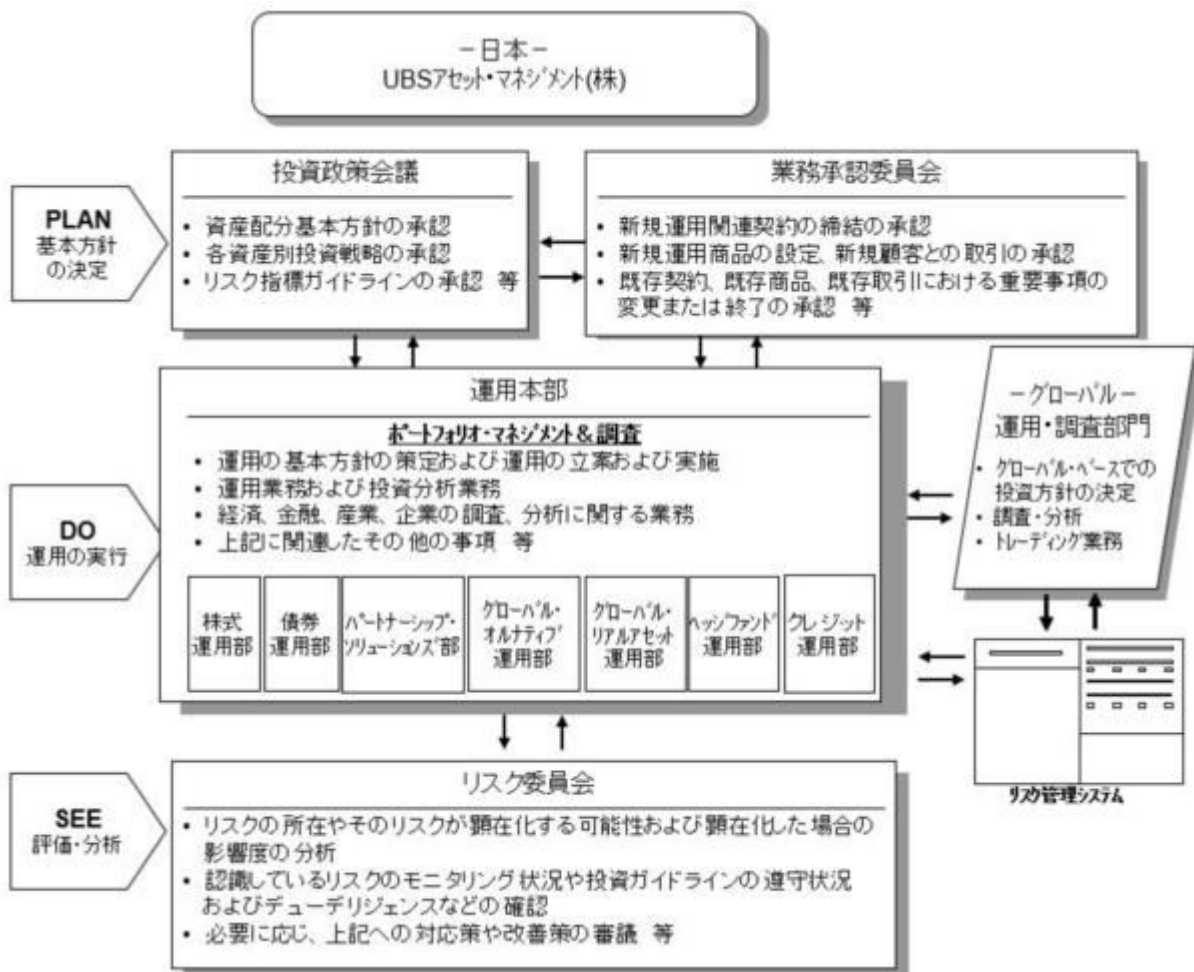 －日本－
UBSアセット・マネジメント(株)
PLAN
基本方針
の決定
投資政策会議
• 資産配分基本方針の承認
• 各資産別投資戦略の承認
• リスク指標ガイドラインの承認 等
業務承認委員会
• 新規運用関連契約の締結の承認
• 新規運用商品の設定、新規顧客との取引の承認
• 既存契約、既存商品、既存取引における重要事項の
変更または終了の承認 等
DO
運用の実行
運用本部
ポートフォリオ・マネジメント＆調査
• 運用の基本方針の策定および運用の立案および実施
• 運用業務および投資分析業務
• 経済、金融、産業、企業の調査、分析に関する業務
• 上記に関連したその他の事項 等
株式
運用部
債券
運用部
パートナーシップ・
ソリューションズ部
グローバル・
オルナティブ
運用部
グローバル・
リアルアセット
運用部
ヘッジファンド
運用部
クレジット
運用部
－グローバル－
運用・調査部門
• グローバル・ベースでの
投資方針の決定
• 調査・分析
• トレーディング業務
リスク管理システム
SEE
評価・分析
リスク委員会
• リスクの所在やそのリスクが顕在化する可能性および顕在化した場合の
影響度の分析
• 認識しているリスクのモニタリング状況や投資ガイドラインの遵守状況
およびデューデリジェンスなどの確認
• 必要に応じ、上記への対応策や改善策の審議 等